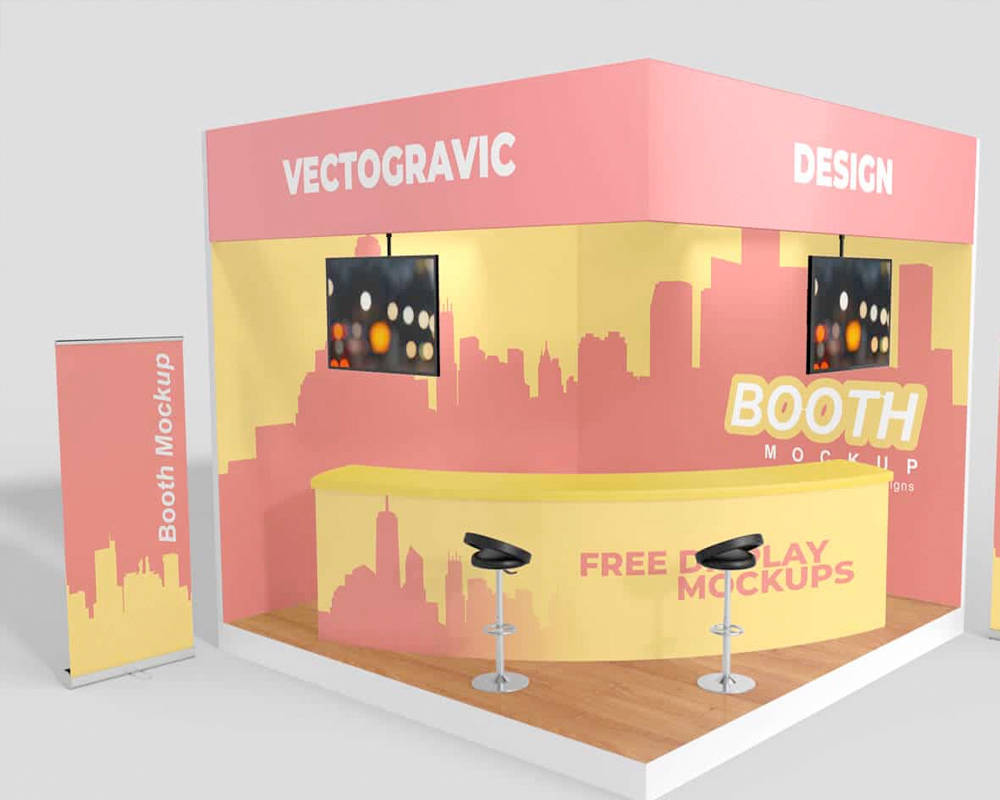 VECTOGRAVIC
DESIGN
Booth Mockup
BOOTH
MOCKUP
FREE DISPLAY
MOCKUPS